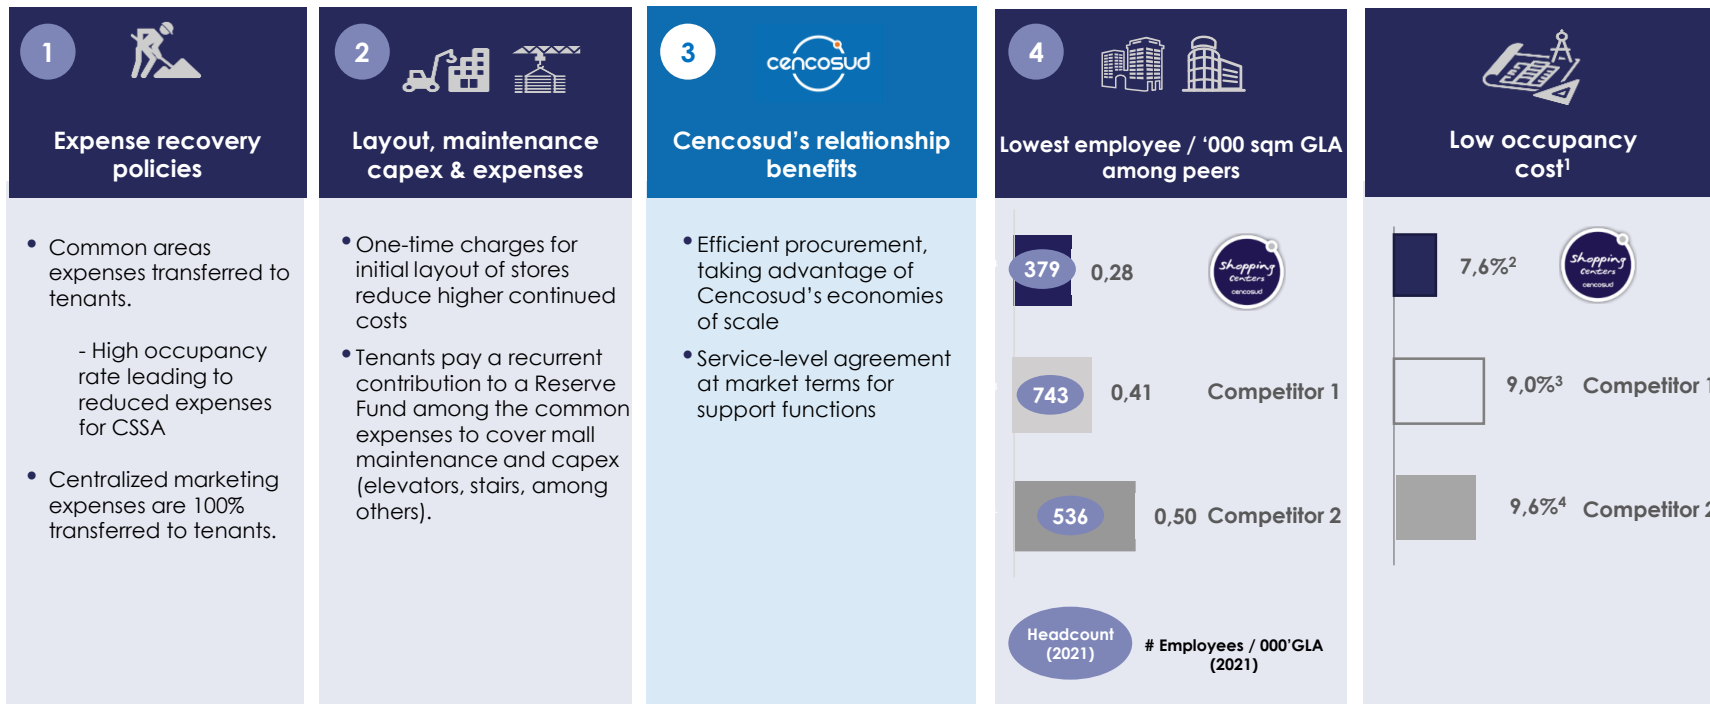 1
Expense recovery
policies
• Common areas
expenses transferred to
tenants.
- High occupancy
rate leading to
reduced expenses
for CSSA
• Centralized marketing
expenses are 100%
transferred to tenants.
2
Layout, maintenance
capex & expenses
• One-time charges for
initial layout of stores
reduce higher continued
costs
• Tenants pay a recurrent
contribution to a Reserve
Fund among the common
expenses to cover mall
maintenance and capex
(elevators, stairs, among
others).
3
cencosud
Cencosud’s relationship
benefits
• Efficient procurement,
taking advantage of
Cencosud’s economies
of scale
• Service-level agreement
at market terms for
support functions
4
Lowest employee / ‘000 sqm GLA
among peers
379 0,28
Shopping
Centers
cencosud
743 0,41 Competitor 1
536 0,50 Competitor 2
Headcount
(2021)
# Employees / 000’GLA
(2021)
Low occupancy
cost¹
7,6%²
Shopping
Centers
cencosud
9,0%³ Competitor 1
9,6%⁴ Competitor 2